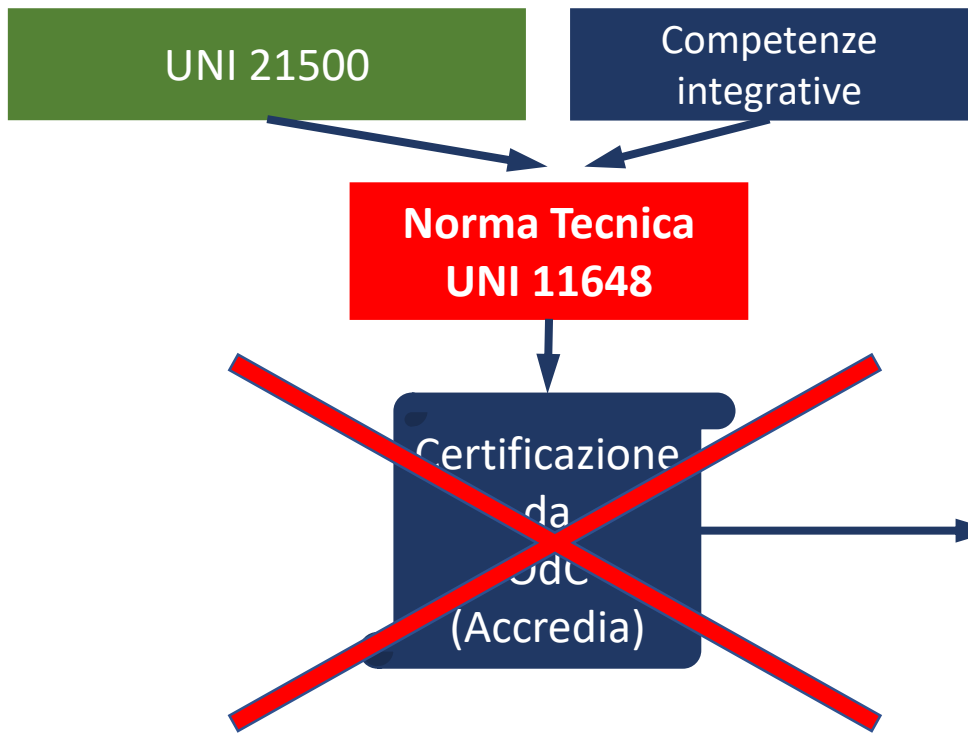 UNI 21500
Competenze
integrative
Norma Tecnica
UNI 11648
Certificazione
da
OdC
(Accredia)